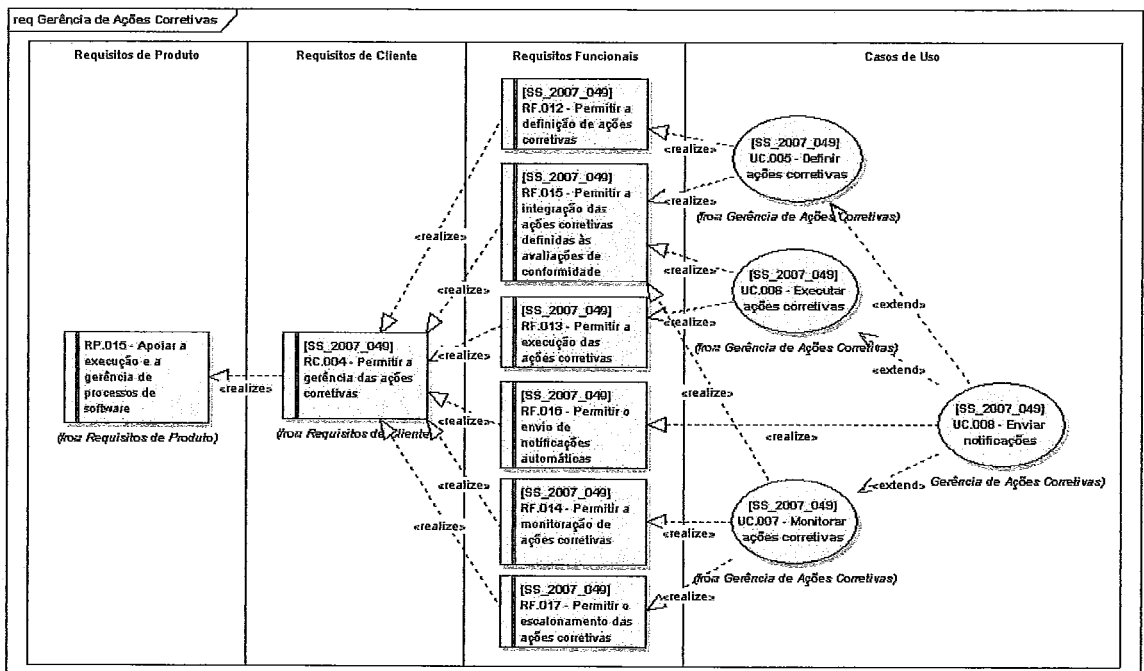 req Gerência de Ações Corretivas
Requisitos de Produto
Requisitos de Cliente
Requisitos Funcionais
Casos de Uso
RP.015 - Apoiar a
execução e a
gerência de
processos de
software
(from Requisitos de Produto)
«realize»
[SS_2007_049]
RC.004 - Permitir a
gerência das ações
corretivas
(from Requisitos de Cliente)
«realize»
«realize»
«realize»
«realize»
«realize»
«realize»
[SS_2007_049]
RF.012 - Permitir a
definição de ações
corretivas
[SS_2007_049]
RF.015 - Permitir a
integração das
ações corretivas
definidas às
avaliações de
conformidade
[SS_2007_049]
RF.013 - Permitir a
execução das
ações corretivas
[SS_2007_049]
RF.016 - Permitir o
envio de
notificações
automáticas
[SS_2007_049]
RF.014 - Permitir a
monitoração de
ações corretivas
[SS_2007_049]
RF.017 - Permitir o
escalonamento das
ações corretivas
«realize»
«realize»
«realize»
«realize»
«realize»
«realize»
«realize»
«realize»
[SS_2007_049]
UC.005 - Definir
ações corretivas
(from Gerência de Ações Corretivas)
[SS_2007_049]
UC.006 - Executar
ações corretivas
(from Gerência de Ações Corretivas)
«extend»
«extend»
«extend»
[SS_2007_049]
UC.008 - Enviar
notificações
Gerência de Ações Corretivas)
[SS_2007_049]
UC.007 - Monitorar
ações corretivas
(from Gerência de Ações Corretivas)